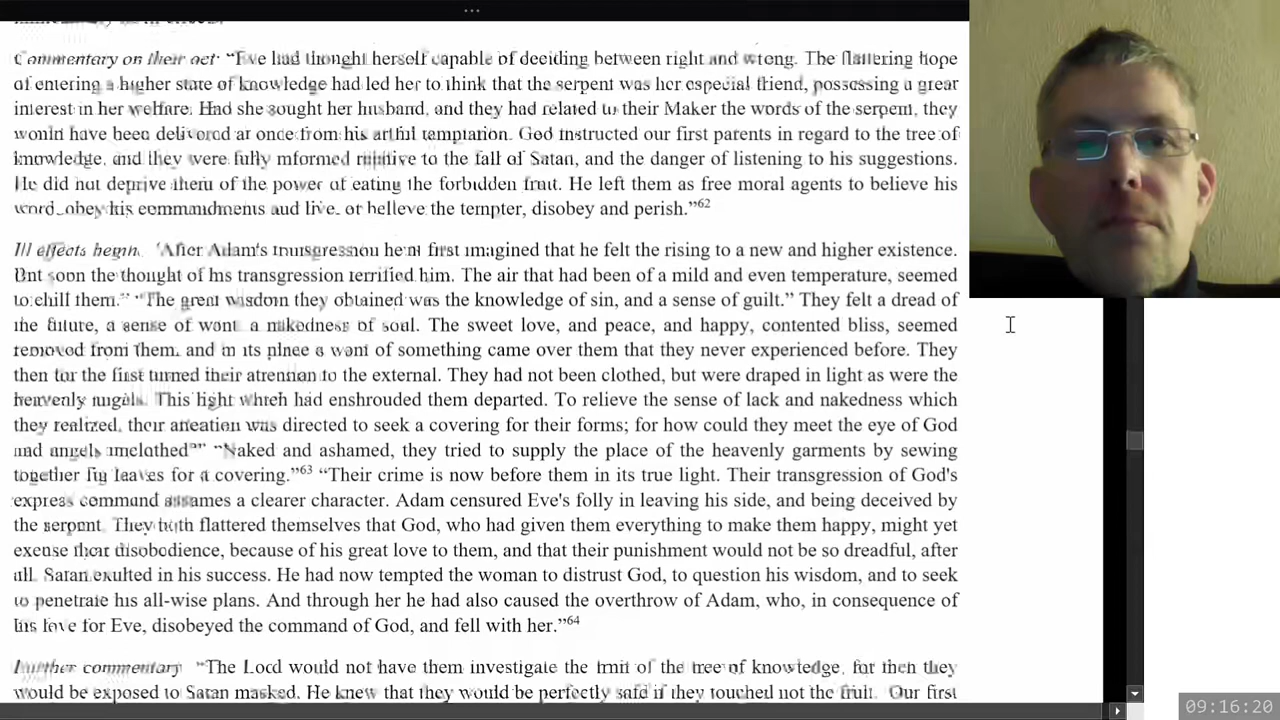 Commentary on their act: “Eve had thought herself capable of deciding between right and wrong. The flattering hope
of entering a higher state of knowledge had led her to think that the serpent was her especial friend, possessing a great
interest in her welfare. Had she sought her husband, and they had related to their Maker the words of the serpent, they
would have been delivered at once from his artful temptation. God instructed our first parents in regard to the tree of
knowledge, and they were fully informed relative to the fall of Satan, and the danger of listening to his suggestions.
He did not deprive them of the power of eating the forbidden fruit. He left them as free moral agents to believe his
word, obey his commandments and live, or believe the tempter, disobey and perish.”62
Ill effects begin. “After Adam's transgression he at first imagined that he felt the rising to a new and higher existence.
But soon the thought of his transgression terrified him. The air that had been of a mild and even temperature, seemed
to chill them.” “The great wisdom they obtained was the knowledge of sin, and a sense of guilt.” They felt a dread of
the future, a sense of want, a nakedness of soul. The sweet love, and peace, and happy, contented bliss, seemed
removed from them, and in its place a want of something came over them that they never experienced before. They
then for the first turned their attention to the external. They had not been clothed, but were draped in light as were the
heavenly angels. This light which had enshrouded them departed. To relieve the sense of lack and nakedness which
they realized, their attention was directed to seek a covering for their forms; for how could they meet the eye of God
and angels unclothed?” “Naked and ashamed, they tried to supply the place of the heavenly garments by sewing
together fig leaves for a covering.”63 “Their crime is now before them in its true light. Their transgression of God's
express command assumes a clearer character. Adam censured Eve's folly in leaving his side, and being deceived by
the serpent. They both flattered themselves that God, who had given them everything to make them happy, might yet
excuse their disobedience, because of his great love to them, and that their punishment would not be so dreadful, after
all. Satan exulted in his success. He had now tempted the woman to distrust God, to question his wisdom, and to seek
to penetrate his all-wise plans. And through her he had also caused the overthrow of Adam, who, in consequence of
his love for Eve, disobeyed the command of God, and fell with her.”64
Further commentary “The Lord would not have them investigate the fruit of the tree of knowledge, for then they
would be exposed to Satan masked. He knew that they would be perfectly safe if they touched not the fruit. Our first
09:16:20